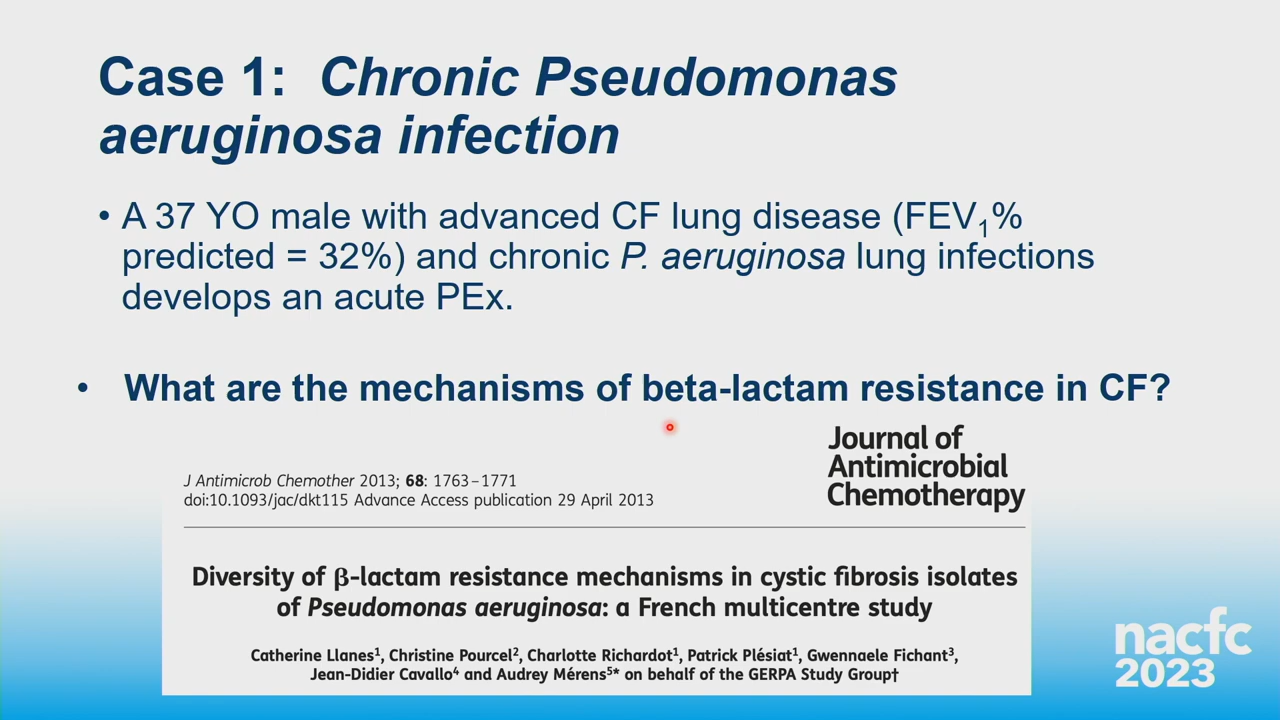 Case 1: Chronic Pseudomonas
aeruginosa infection
• A 37 YO male with advanced CF lung disease (FEV₁%
predicted = 32%) and chronic P. aeruginosa lung infections
develops an acute PEx.
• What are the mechanisms of beta-lactam resistance in CF?
Journal of
Antimicrobial
Chemotherapy
J Antimicrob Chemother 2013; 68: 1763–1771
doi:10.1093/jac/dkt115 Advance Access publication 29 April 2013
Diversity of β-lactam resistance mechanisms in cystic fibrosis isolates
of Pseudomonas aeruginosa: a French multicentre study
Catherine Llanes¹, Christine Pourcel², Charlotte Richardot¹, Patrick Plésiat¹, Gwennaele Fichant³,
Jean-Didier Cavallo⁴ and Audrey Mérens⁵* on behalf of the GERPA Study Group†
nacfc
2023